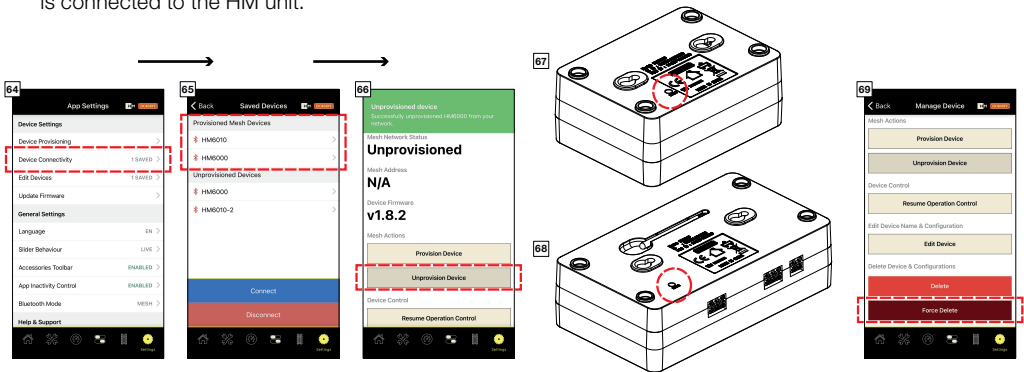 is connected to the HM unit.
64
App Settings
Device Settings
Device Provisioning
Device Connectivity 1 SAVED
Edit Devices 1 SAVED
Update Firmware
General Settings
Language EN
Slider Behaviour LIVE
Accessories Toolbar ENABLED
App Inactivity Control ENABLED
Bluetooth Mode MESH
Help & Support
Settings
65
Back Saved Devices
Provisioned Mesh Devices
HM6010
HM6000
Unprovisioned Devices
HM6000
HM6010-2
Connect
Disconnect
Settings
66
Unprovisioned device
Successfully unprovisioned HM6000 from your
network.
Mesh Network Status
Unprovisioned
Mesh Address
N/A
Device Firmware
v1.8.2
Mesh Actions
Provision Device
Unprovision Device
Device Control
Resume Operation Control
Settings
67
68
69
Back Manage Device
Mesh Actions
Provision Device
Unprovision Device
Device Control
Resume Operation Control
Edit Device Name & Configuration
Edit Device
Delete Device & Configurations
Delete
Force Delete
Settings